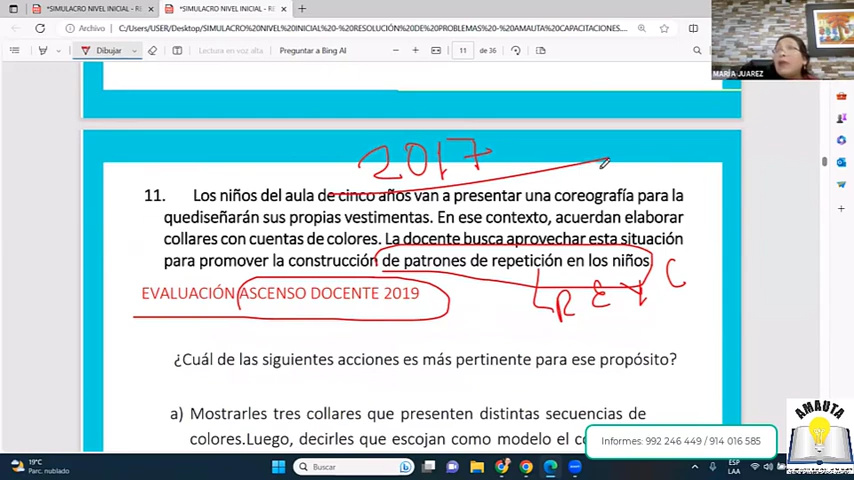 *SIMULACRO NIVEL INICIAL - RE
*SIMULACRO NIVEL INICIAL - RE
Archivo
C:/Users/USER/Desktop/SIMULACRO%20NIVEL%20INICIAL%20-%20RESOLUCIÓN%20DE%20PROBLEMAS%20-%20AMAUTA%20CAPACITACIONES.
Dibujar
Lectura en voz alta
Preguntar a Bing AI
11
de 36
MARÍA JUAREZ
2017
11. Los niños del aula de cinco años van a presentar una coreografía para la
quediseñarán sus propias vestimentas. En ese contexto, acuerdan elaborar
collares con cuentas de colores. La docente busca aprovechar esta situación
para promover la construcción de patrones de repetición en los niños.
EVALUACIÓN ASCENSO DOCENTE 2019
R E Y C
¿Cuál de las siguientes acciones es más pertinente para ese propósito?
a) Mostrarles tres collares que presenten distintas secuencias de
colores.Luego, decirles que escojan como modelo el co
Informes: 992 246 449 / 914 016 585
AMAUTA
19°C
Parc. nublado
Buscar
ESP
LAA